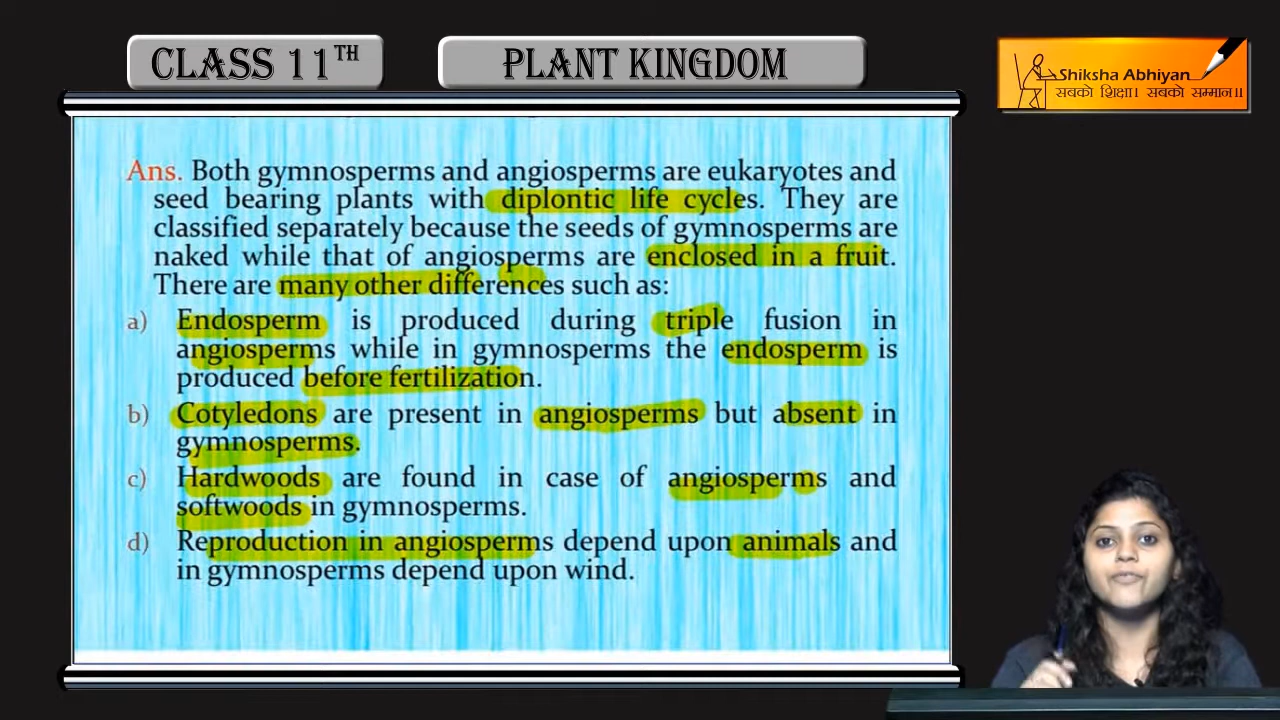 CLASS 11TH
PLANT KINGDOM
Shiksha Abhiyan
सबको शिक्षा। सबको सम्मान॥
Ans. Both gymnosperms and angiosperms are eukaryotes and
seed bearing plants with diplontic life cycles. They are
classified separately because the seeds of gymnosperms are
naked while that of angiosperms are enclosed in a fruit.
There are many other differences such as:
a) Endosperm is produced during triple fusion in
angiosperms while in gymnosperms the endosperm is
produced before fertilization.
b) Cotyledons are present in angiosperms but absent in
gymnosperms.
c) Hardwoods are found in case of angiosperms and
softwoods in gymnosperms.
d) Reproduction in angiosperms depend upon animals and
in gymnosperms depend upon wind.